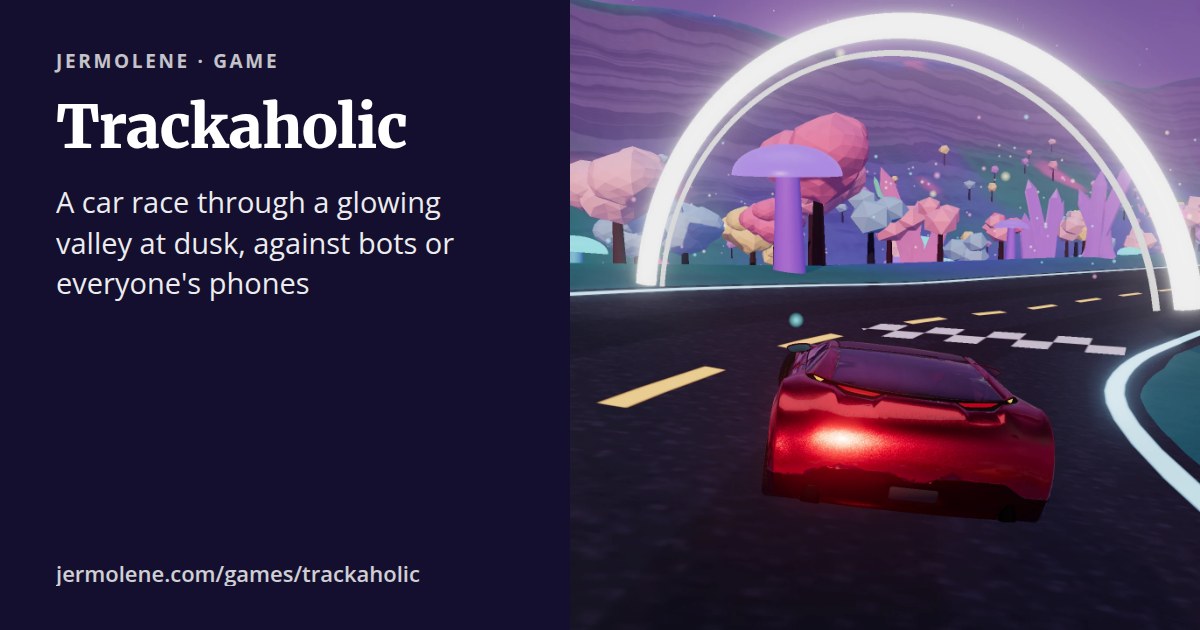 JERMOLENE · GAME
Trackaholic
A car race through a glowing
valley at dusk, against bots or
everyone's phones
jermolene.com/games/trackaholic